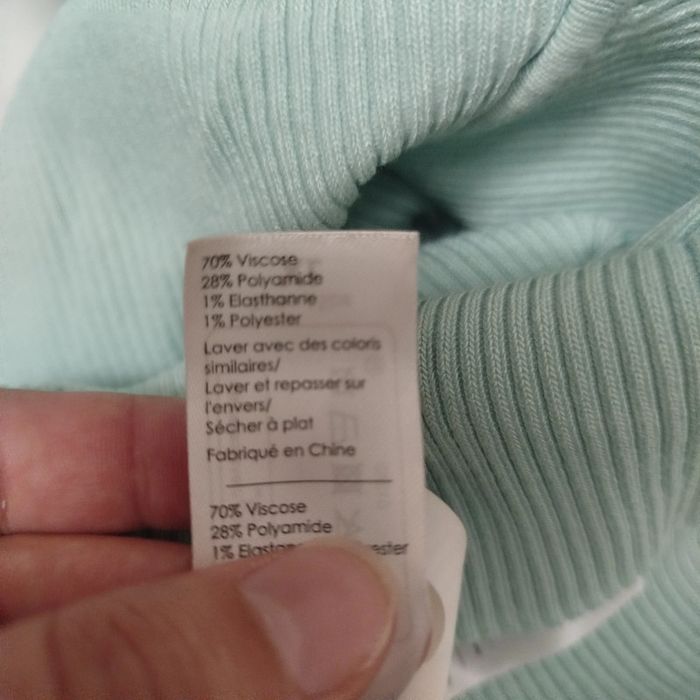 70% Viscose
28% Polyamide
1% Elasthanne
1% Polyester
Laver avec des coloris
similaires/
Laver et repasser sur
l'envers/
Sécher à plat
Fabriqué en Chine
70% Viscose
28% Polyamide
1%